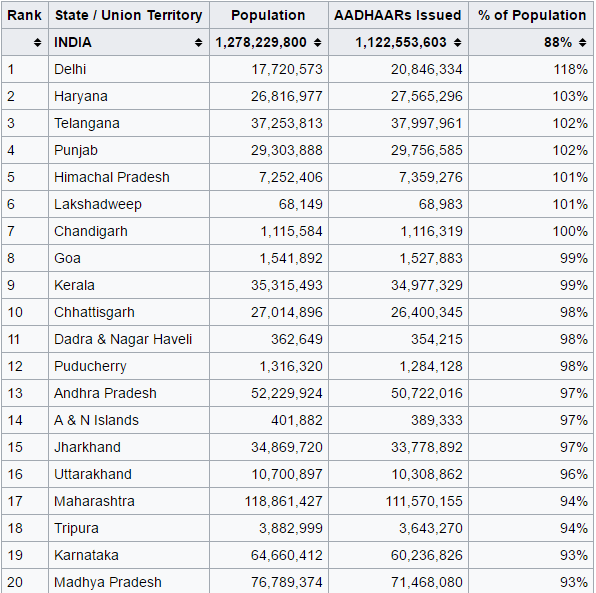 Rank State / Union Territory Population AADHAARs Issued % of Population
INDIA 1,278,229,800 1,122,553,603 88%
1 Delhi 17,720,573 20,846,334 118%
2 Haryana 26,816,977 27,565,296 103%
3 Telangana 37,253,813 37,997,961 102%
4 Punjab 29,303,888 29,756,585 102%
5 Himachal Pradesh 7,252,406 7,359,276 101%
6 Lakshadweep 68,149 68,983 101%
7 Chandigarh 1,115,584 1,116,319 100%
8 Goa 1,541,892 1,527,883 99%
9 Kerala 35,315,493 34,977,329 99%
10 Chhattisgarh 27,014,896 26,400,345 98%
11 Dadra & Nagar Haveli 362,649 354,215 98%
12 Puducherry 1,316,320 1,284,128 98%
13 Andhra Pradesh 52,229,924 50,722,016 97%
14 A & N Islands 401,882 389,333 97%
15 Jharkhand 34,869,720 33,778,892 97%
16 Uttarakhand 10,700,897 10,308,862 96%
17 Maharashtra 118,861,427 111,570,155 94%
18 Tripura 3,882,999 3,643,270 94%
19 Karnataka 64,660,412 60,236,826 93%
20 Madhya Pradesh 76,789,374 71,468,080 93%